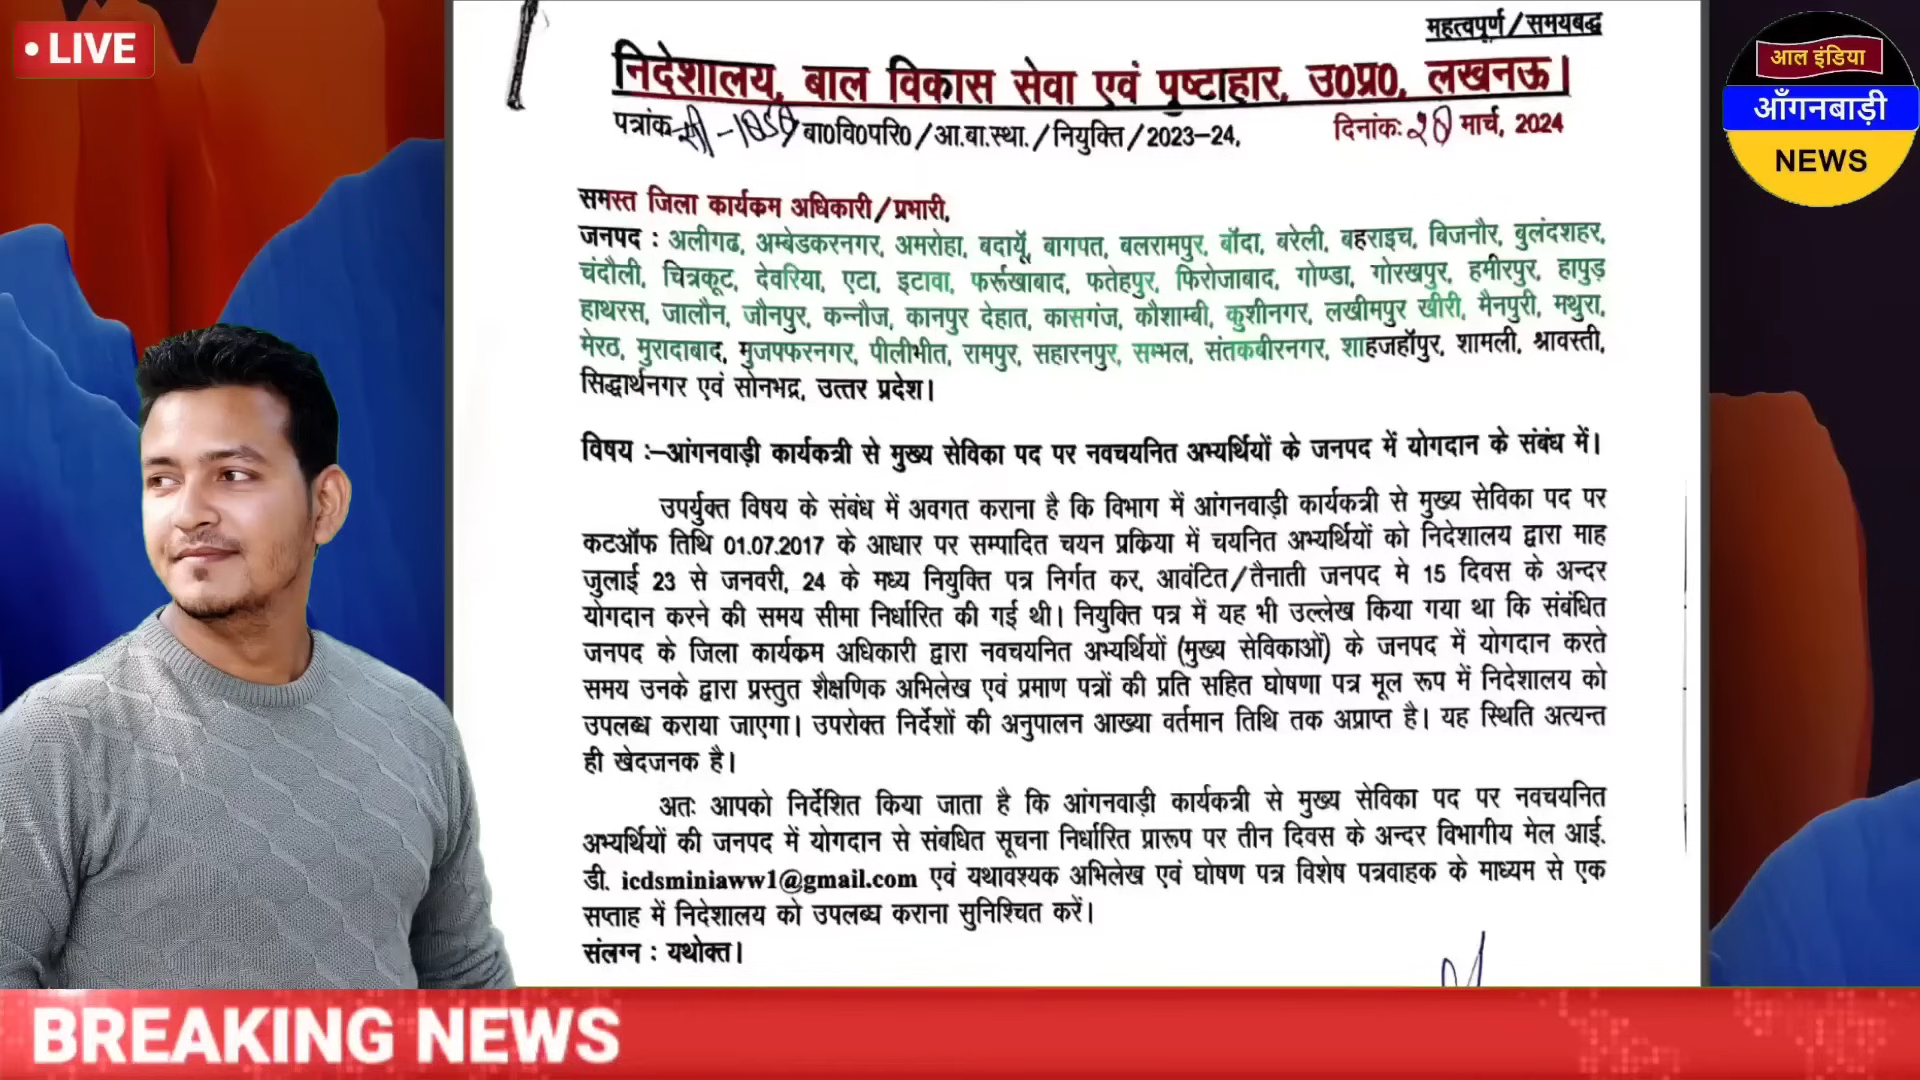 • LIVE
महत्वपूर्ण/समयबद्ध
निदेशालय, बाल विकास सेवा एवं पुष्टाहार, उ0प्र0, लखनऊ।
पत्रांक बा0वि0परि0/आ.बा.स्था./नियुक्ति/2023-24, दिनांकः 20 मार्च, 2024
आल इंडिया
आँगनबाड़ी
NEWS
समस्त जिला कार्यकम अधिकारी/प्रभारी,
जनपद : अलीगढ, अम्बेडकरनगर, अमरोहा, बदायूॅ, बागपत, बलरामपुर, बॉदा, बरेली, बहराइच, बिजनौर, बुलंदशहर,
चंदौली, चित्रकूट, देवरिया, एटा, इटावा, फर्रूखाबाद, फतेहपुर, फिरोजाबाद, गोण्डा, गोरखपुर, हमीरपुर, हापुड़
हाथरस, जालौन, जौनपुर, कन्नौज, कानपुर देहात, कासगंज, कौशाम्बी, कुशीनगर, लखीमपुर खीरी, मैनपुरी, मथुरा,
मेरठ, मुरादाबाद, मुजफ्फरनगर, पीलीभीत, रामपुर, सहारनपुर, सम्भल, संतकबीरनगर, शाहजहॉपुर, शामली, श्रावस्ती,
सिद्धार्थनगर एवं सोनभद्र, उत्तर प्रदेश।
विषय :–आंगनवाड़ी कार्यकत्री से मुख्य सेविका पद पर नवचयनित अभ्यर्थियों के जनपद में योगदान के संबंध में।
उपर्युक्त विषय के संबंध में अवगत कराना है कि विभाग में आंगनवाड़ी कार्यकत्री से मुख्य सेविका पद पर
कटऑफ तिथि 01.07.2017 के आधार पर सम्पादित चयन प्रकिया में चयनित अभ्यर्थियों को निदेशालय द्वारा माह
जुलाई 23 से जनवरी, 24 के मध्य नियुक्ति पत्र निर्गत कर, आवंटित/तैनाती जनपद मे 15 दिवस के अन्दर
योगदान करने की समय सीमा निर्धारित की गई थी। नियुक्ति पत्र में यह भी उल्लेख किया गया था कि संबंधित
जनपद के जिला कार्यकम अधिकारी द्वारा नवचयनित अभ्यर्थियों (मुख्य सेविकाओं) के जनपद में योगदान करते
समय उनके द्वारा प्रस्तुत शैक्षणिक अभिलेख एवं प्रमाण पत्रों की प्रति सहित घोषणा पत्र मूल रूप में निदेशालय को
उपलब्ध कराया जाएगा। उपरोक्त निर्देशों की अनुपालन आख्या वर्तमान तिथि तक अप्राप्त है। यह स्थिति अत्यन्त
ही खेदजनक है।
अतः आपको निर्देशित किया जाता है कि आंगनवाड़ी कार्यकत्री से मुख्य सेविका पद पर नवचयनित
अभ्यर्थियों की जनपद में योगदान से संबधित सूचना निर्धारित प्रारूप पर तीन दिवस के अन्दर विभागीय मेल आई.
डी. icdsminiaww1@gmail.com एवं यथावश्यक अभिलेख एवं घोषण पत्र विशेष पत्रवाहक के माध्यम से एक
सप्ताह में निदेशालय को उपलब्ध कराना सुनिश्चित करें।
संलग्न : यथोक्त।
BREAKING NEWS